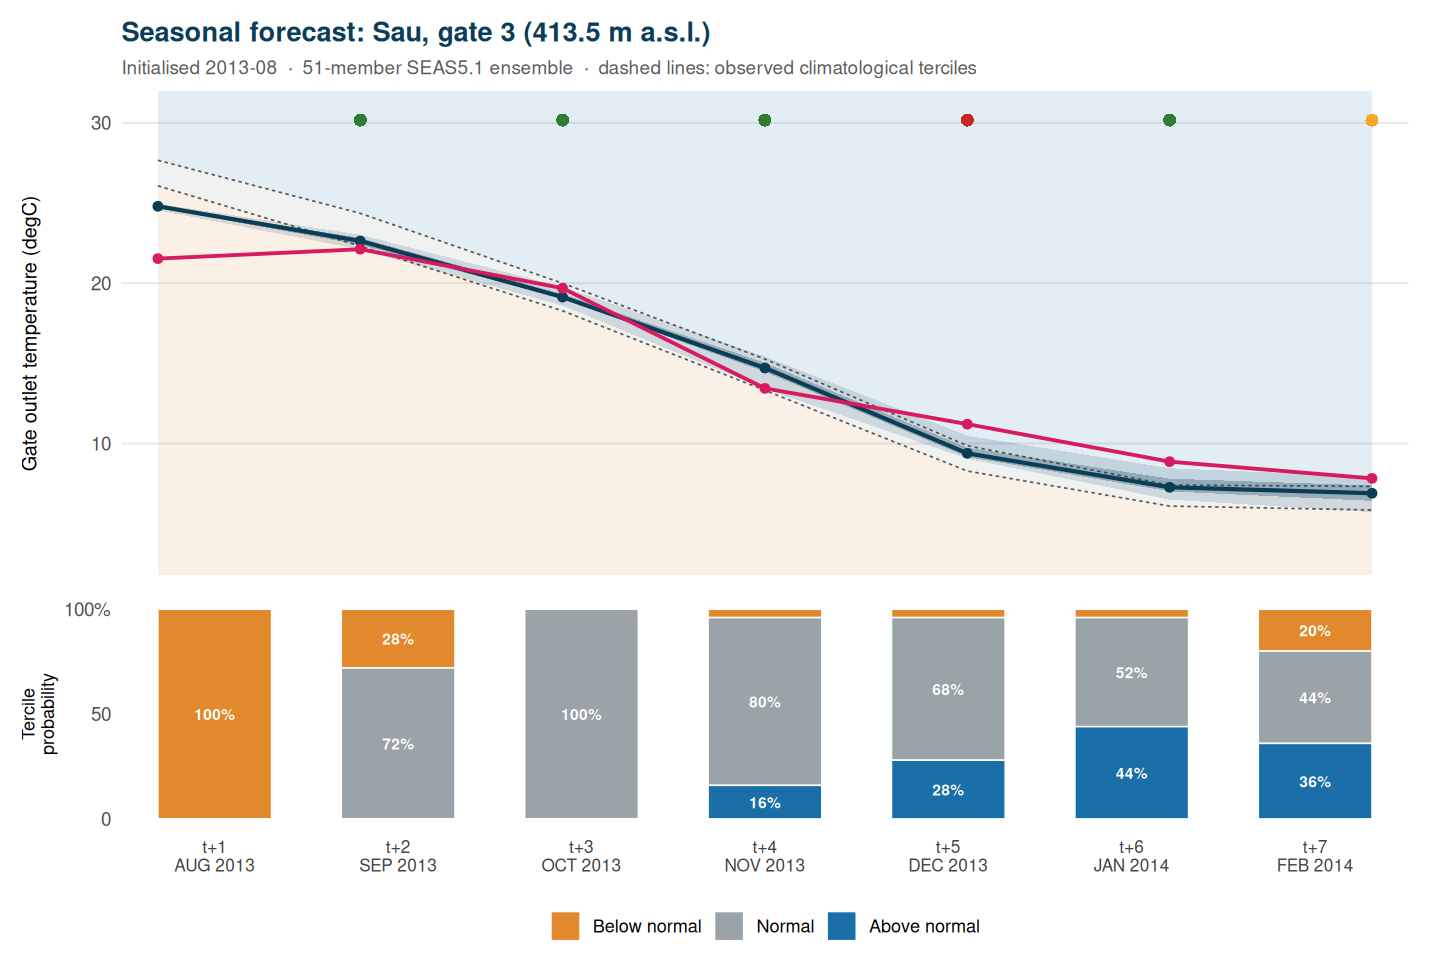 Seasonal forecast: Sau, gate 3 (413.5 m a.s.l.)
Initialised 2013-08 · 51-member SEAS5.1 ensemble · dashed lines: observed climatological terciles
Gate outlet temperature (degC)
30
20
10
Tercile
probability
100%
50
0
100%
28%
72%
100%
80%
16%
68%
28%
52%
44%
20%
44%
36%
t+1
AUG 2013
t+2
SEP 2013
t+3
OCT 2013
t+4
NOV 2013
t+5
DEC 2013
t+6
JAN 2014
t+7
FEB 2014
Below normal
Normal
Above normal